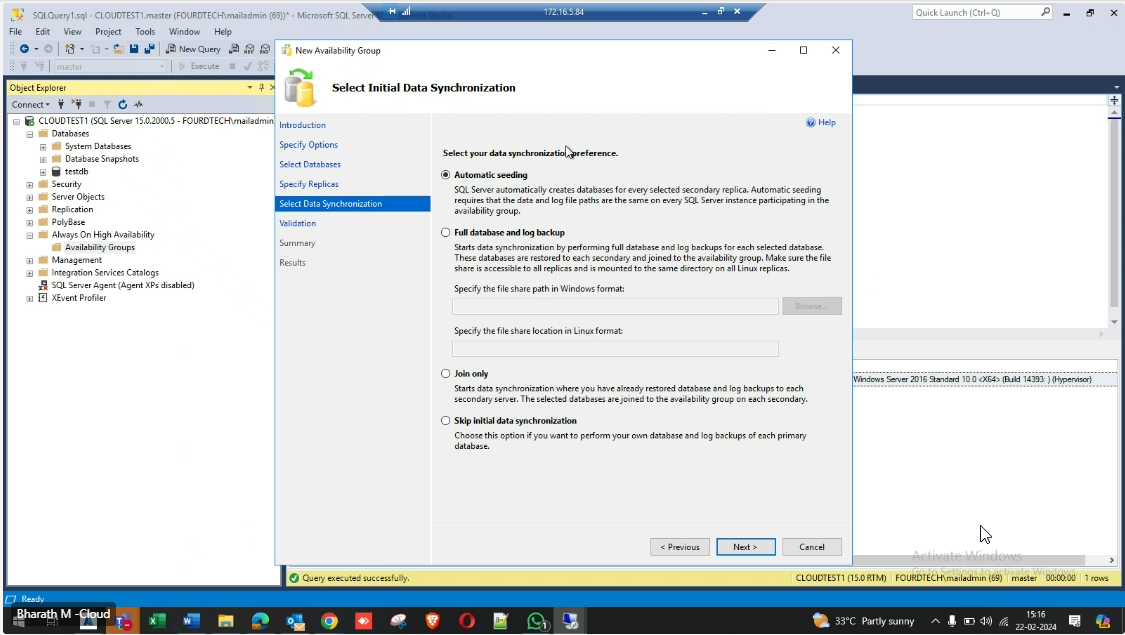 SQLQuery1.sql - CLOUDTEST1.master (FOURDTECH\mailadmin (69))* - Microsoft SQL Server
172.16.5.84
Quick Launch (Ctrl+Q)
File Edit View Project Tools Window Help
New Query
master
Execute
Object Explorer
Connect
CLOUDTEST1 (SQL Server 15.0.2000.5 - FOURDTECH\mailadmin
Databases
System Databases
Database Snapshots
testdb
Security
Server Objects
Replication
PolyBase
Always On High Availability
Availability Groups
Management
Integration Services Catalogs
SQL Server Agent (Agent XPs disabled)
XEvent Profiler
New Availability Group
Select Initial Data Synchronization
Introduction
Specify Options
Select Databases
Specify Replicas
Select Data Synchronization
Validation
Summary
Results
Help
Select your data synchronization preference.
Automatic seeding
SQL Server automatically creates databases for every selected secondary replica. Automatic seeding
requires that the data and log file paths are the same on every SQL Server instance participating in the
availability group.
Full database and log backup
Starts data synchronization by performing full database and log backups for each selected database.
These databases are restored to each secondary and joined to the availability group. Make sure the file
share is accessible to all replicas and is mounted to the same directory on all Linux replicas.
Specify the file share path in Windows format:
Browse...
Specify the file share location in Linux format:
Join only
Starts data synchronization where you have already restored database and log backups to each
secondary server. The selected databases are joined to the availability group on each secondary.
Skip initial data synchronization
Choose this option if you want to perform your own database and log backups of each primary
database.
< Previous
Next >
Cancel
Windows Server 2016 Standard 10.0 <X64> (Build 14393: ) (Hypervisor)
Activate Windows
Go to Settings to activate Windows.
Query executed successfully.
CLOUDTEST1 (15.0 RTM) FOURDTECH\mailadmin (69) master 00:00:00 1 rows
Ready
Bharath M -Cloud
33°C Partly sunny
15:16
22-02-2024